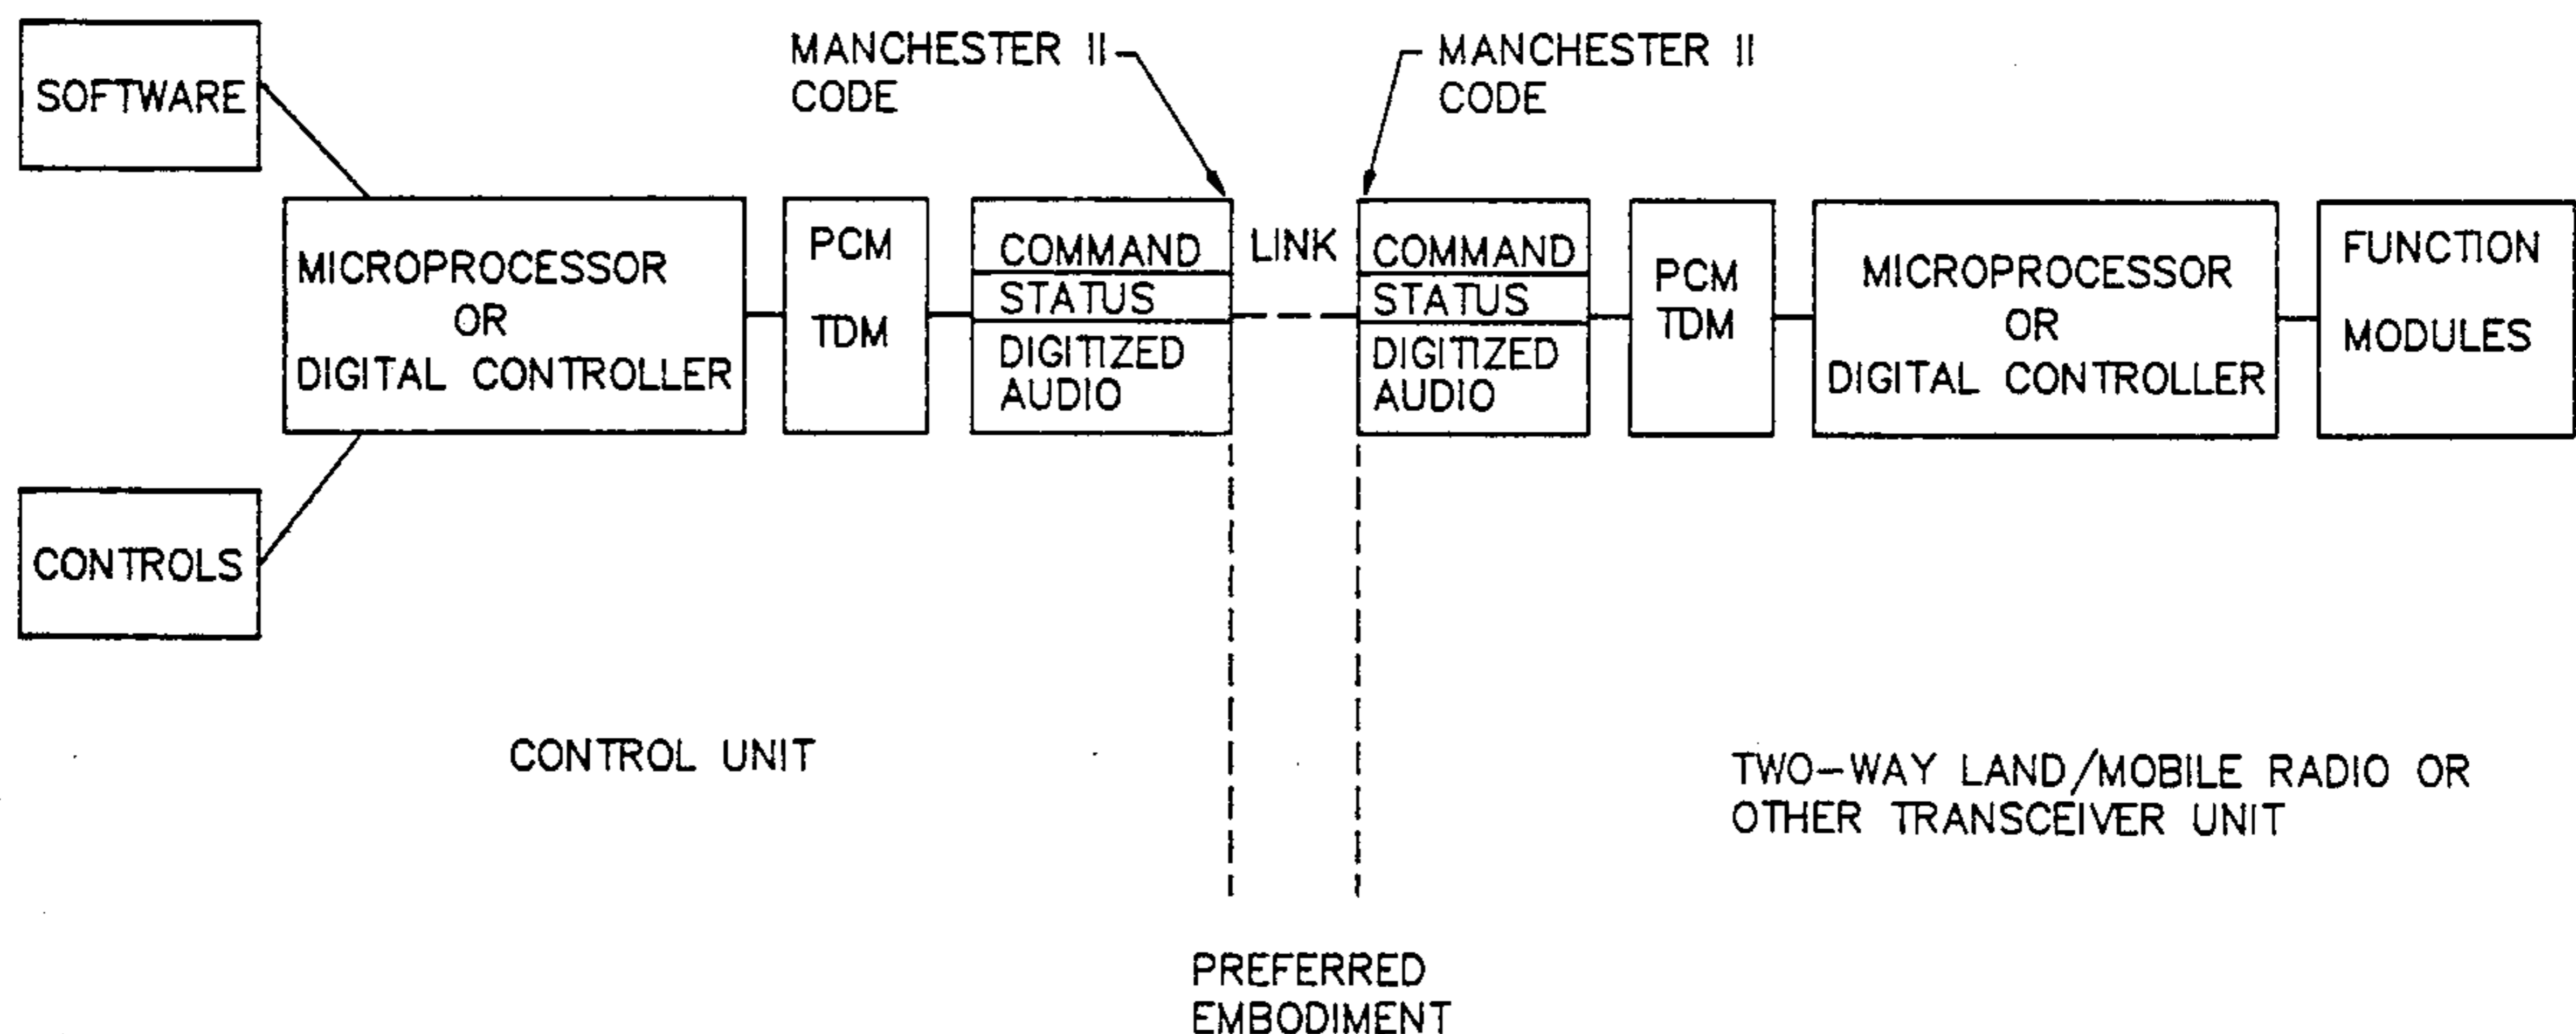 SOFTWARE
MANCHESTER II
CODE
MANCHESTER II
CODE
MICROPROCESSOR
OR
DIGITAL CONTROLLER
PCM
TDM
COMMAND
STATUS
DIGITIZED
AUDIO
LINK
COMMAND
STATUS
DIGITIZED
AUDIO
PCM
TDM
MICROPROCESSOR
OR
DIGITAL CONTROLLER
FUNCTION
MODULES
CONTROLS
CONTROL UNIT
TWO-WAY LAND/MOBILE RADIO OR
OTHER TRANSCEIVER UNIT
PREFERRED
EMBODIMENT